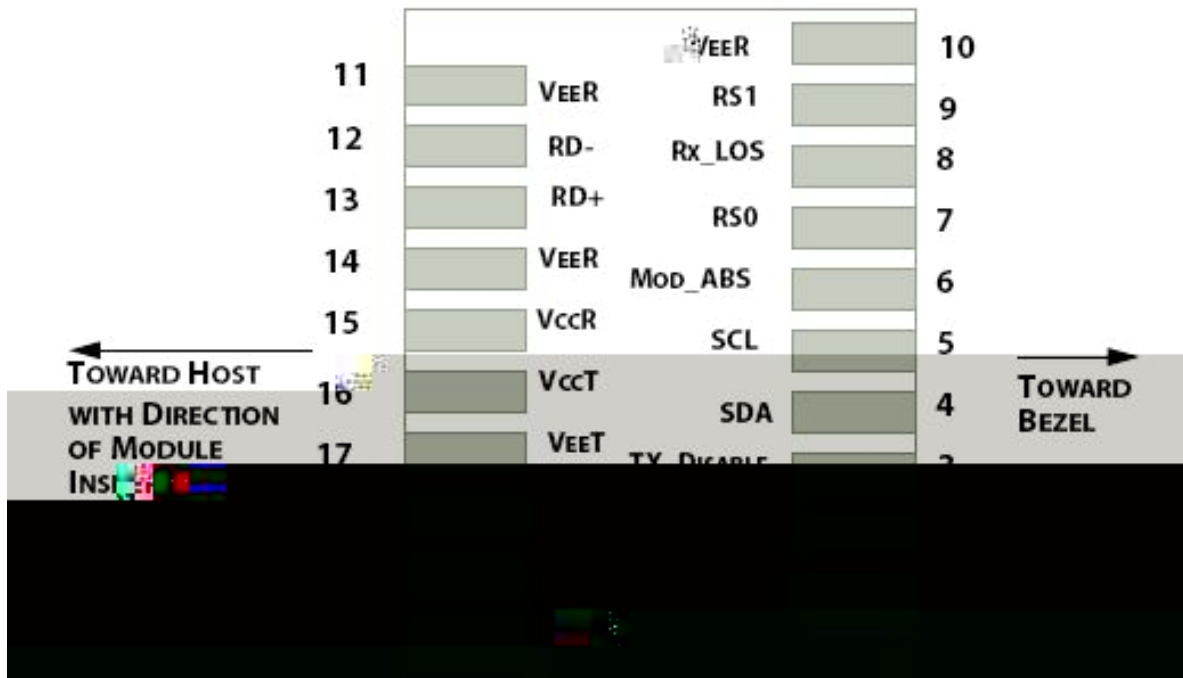 VEER 10
11 VEER RS1 9
12 RD- Rx_LOS 8
13 RD+ RS0 7
14 VEER MOD_ABS 6
15 VCCR SCL 5
TOWARD HOST
WITH DIRECTION
OF MODULE
16 VCCT SDA 4
17 VEET TX_DISABLE
TOWARD
BEZEL